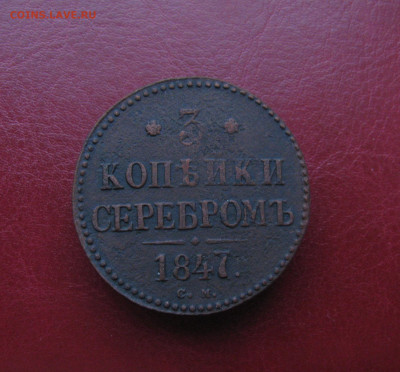 COINS.LAVE.RU
* 3 *
КОПѢЙКИ
СЕРЕБРОМЪ
1847.
С. М.